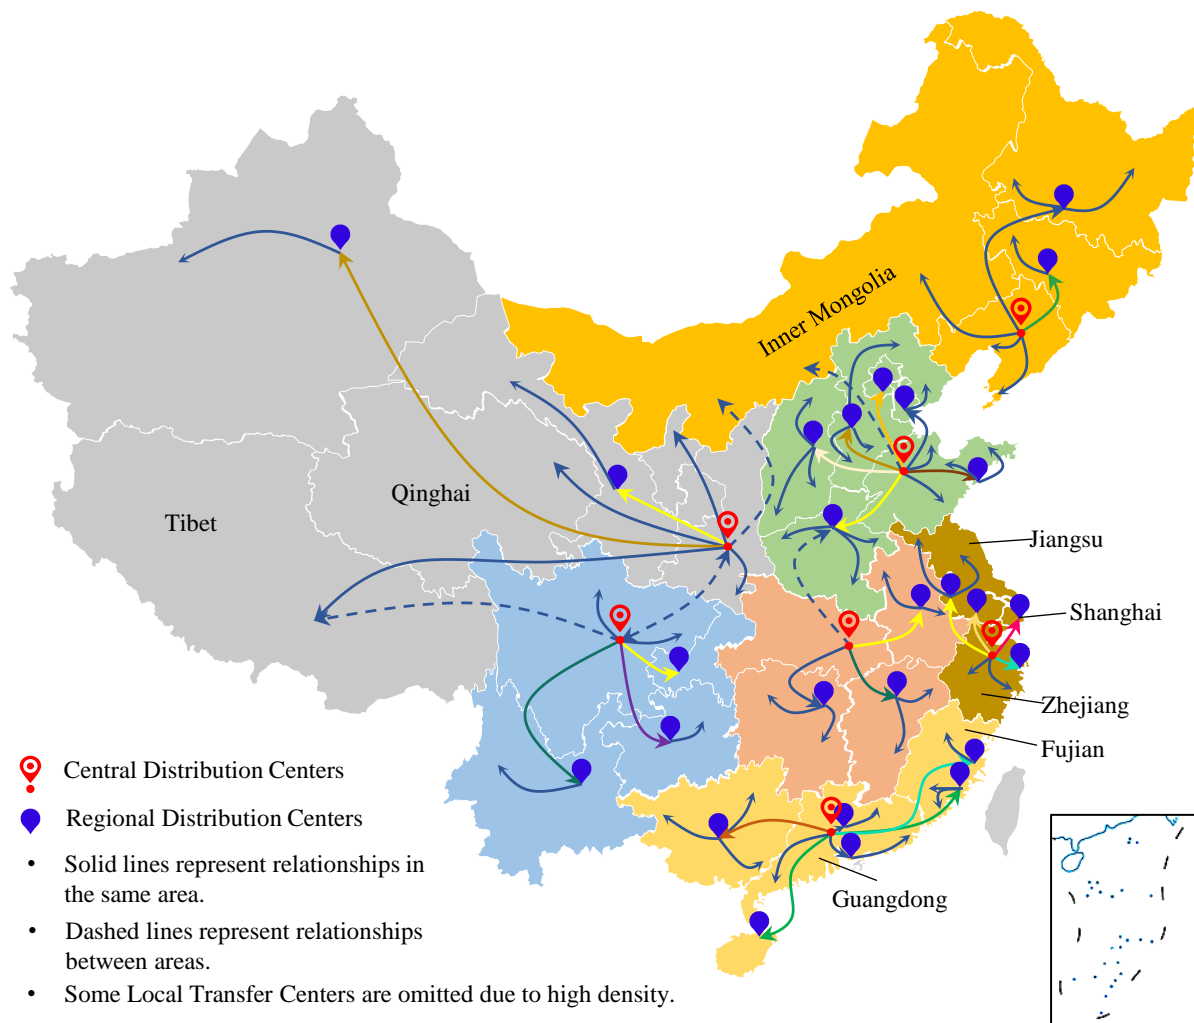 Inner Mongolia
Qinghai
Tibet
Jiangsu
Shanghai
Zhejiang
Fujian
Guangdong
Central Distribution Centers
Regional Distribution Centers
• Solid lines represent relationships in
the same area.
• Dashed lines represent relationships
between areas.
• Some Local Transfer Centers are omitted due to high density.